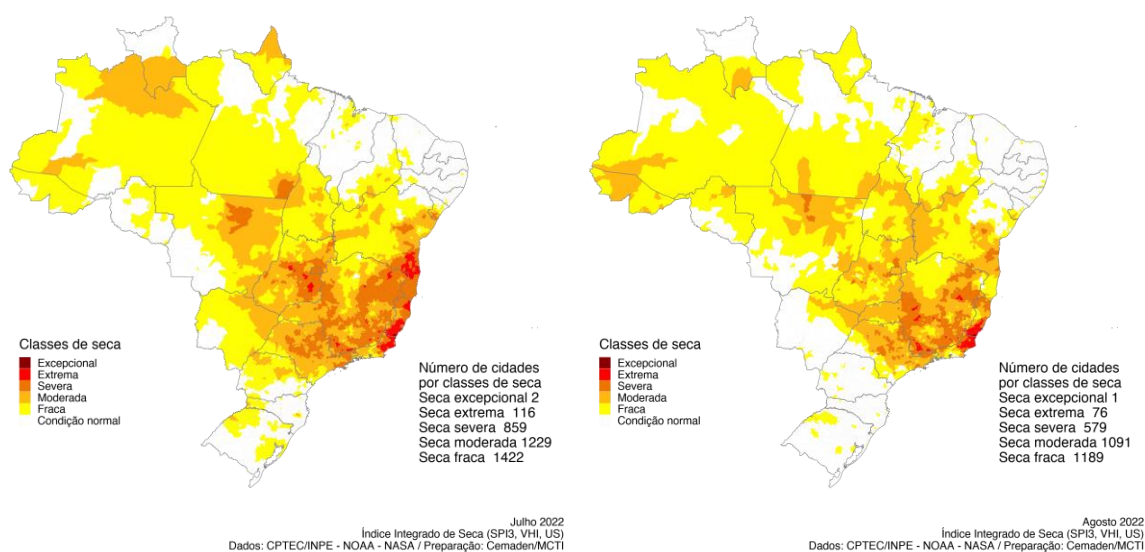 Classes de seca
Excepcional
Extrema
Severa
Moderada
Fraca
Condição normal
Número de cidades
por classes de seca
Seca excepcional 2
Seca extrema 116
Seca severa 859
Seca moderada 1229
Seca fraca 1422
Julho 2022
Índice Integrado de Seca (SPI3, VHI, US)
Dados: CPTEC/INPE - NOAA - NASA / Preparação: Cemaden/MCTI
Classes de seca
Excepcional
Extrema
Severa
Moderada
Fraca
Condição normal
Número de cidades
por classes de seca
Seca excepcional 1
Seca extrema 76
Seca severa 579
Seca moderada 1091
Seca fraca 1189
Agosto 2022
Índice Integrado de Seca (SPI3, VHI, US)
Dados: CPTEC/INPE - NOAA - NASA / Preparação: Cemaden/MCTI